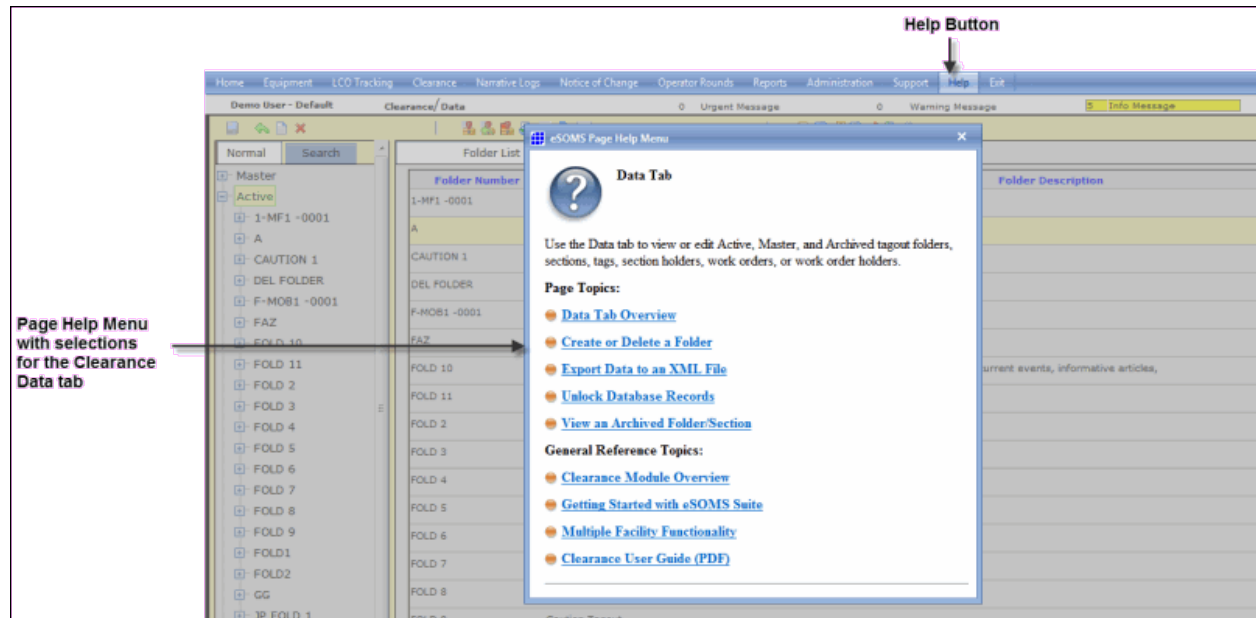 Help Button
Home Equipment LCO Tracking Clearance Narrative Logs Notice of Change Operator Rounds Reports Administration Support Help Exit
Demo User - Default Clearance/Data 0 Urgent Message 0 Warning Message 5 Info Message
Normal Search Folder List
Folder Number Folder Description
Master
Active
1-MF1 -0001
A
CAUTION 1
DEL FOLDER
F-MOB1 -0001
FAZ
FOLD 10
FOLD 11
FOLD 2
FOLD 3
FOLD 4
FOLD 5
FOLD 6
FOLD 7
FOLD 8
FOLD 9
FOLD1
FOLD2
GG
JP FOLD 1
1-MF1 -0001
A
CAUTION 1
DEL FOLDER
F-MOB1 -0001
FAZ
FOLD 10
FOLD 11
FOLD 2
FOLD 3
FOLD 4
FOLD 5
FOLD 6
FOLD 7
FOLD 8
urrent events, informative articles,
eSOMS Page Help Menu
Data Tab
Use the Data tab to view or edit Active, Master, and Archived tagout folders,
sections, tags, section holders, work orders, or work order holders.
Page Topics:
Data Tab Overview
Create or Delete a Folder
Export Data to an XML File
Unlock Database Records
View an Archived Folder/Section
General Reference Topics:
Clearance Module Overview
Getting Started with eSOMS Suite
Multiple Facility Functionality
Clearance User Guide (PDF)
Page Help Menu
with selections
for the Clearance
Data tab